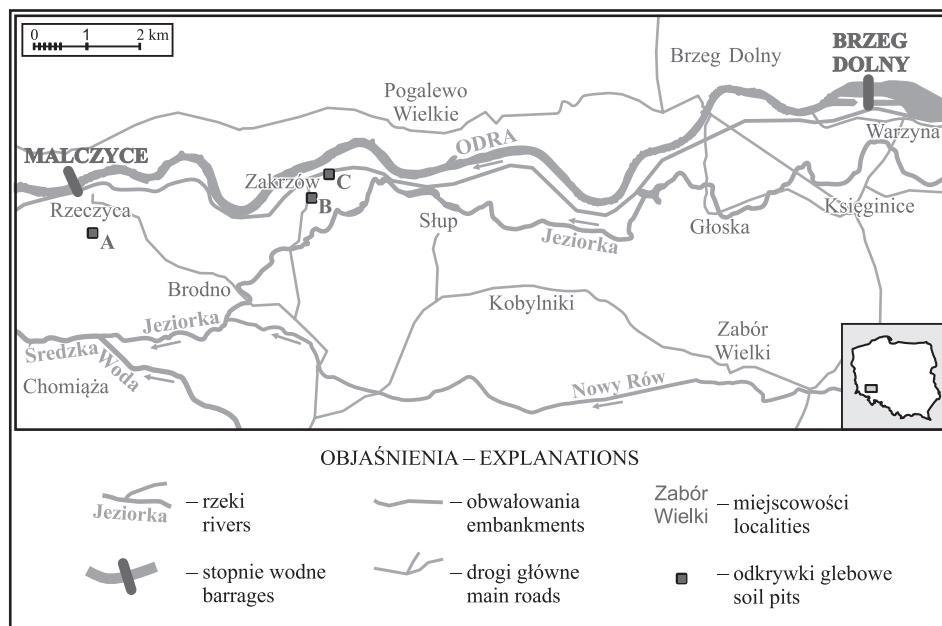 0 1 2 km
BRZEG
DOLNY
Brzeg Dolny
Pogalewo
Wielkie
Warzyna
ODRA
MALCZYCE
Zakrzów
C
B
Rzeczyca
A
Słup
Jeziorka
Głoska
Księginice
Brodno
Kobylniki
Jeziorka
Zabór
Wielki
Średzka
Woda
Chomiąża
Nowy Rów
OBJAŚNIENIA – EXPLANATIONS
Jeziorka
– rzeki
rivers
– obwałowania
embankments
Zabór
Wielki
– miejscowości
localities
– stopnie wodne
barrages
– drogi główne
main roads
– odkrywki glebowe
soil pits